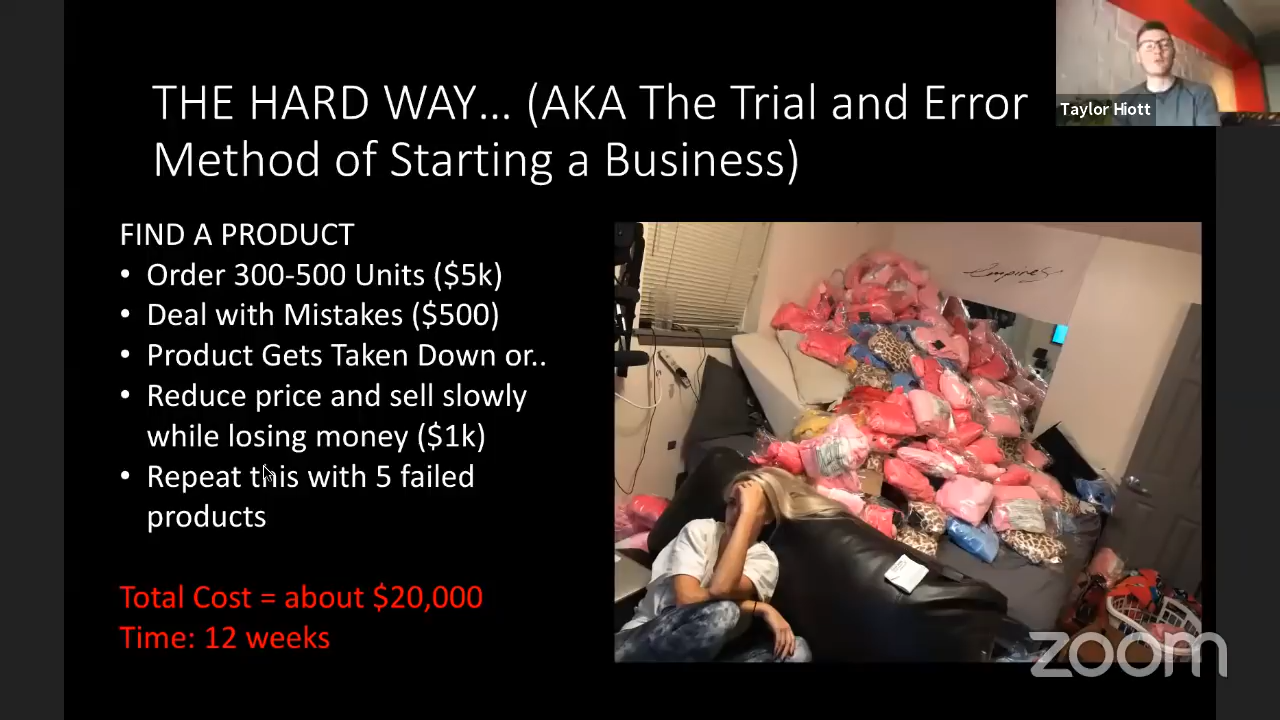 THE HARD WAY... (AKA The Trial and Error
Method of Starting a Business)
Taylor Hiott
FIND A PRODUCT
• Order 300-500 Units ($5k)
• Deal with Mistakes ($500)
• Product Gets Taken Down or..
• Reduce price and sell slowly
while losing money ($1k)
• Repeat this with 5 failed
products
Total Cost = about $20,000
Time: 12 weeks
zoom